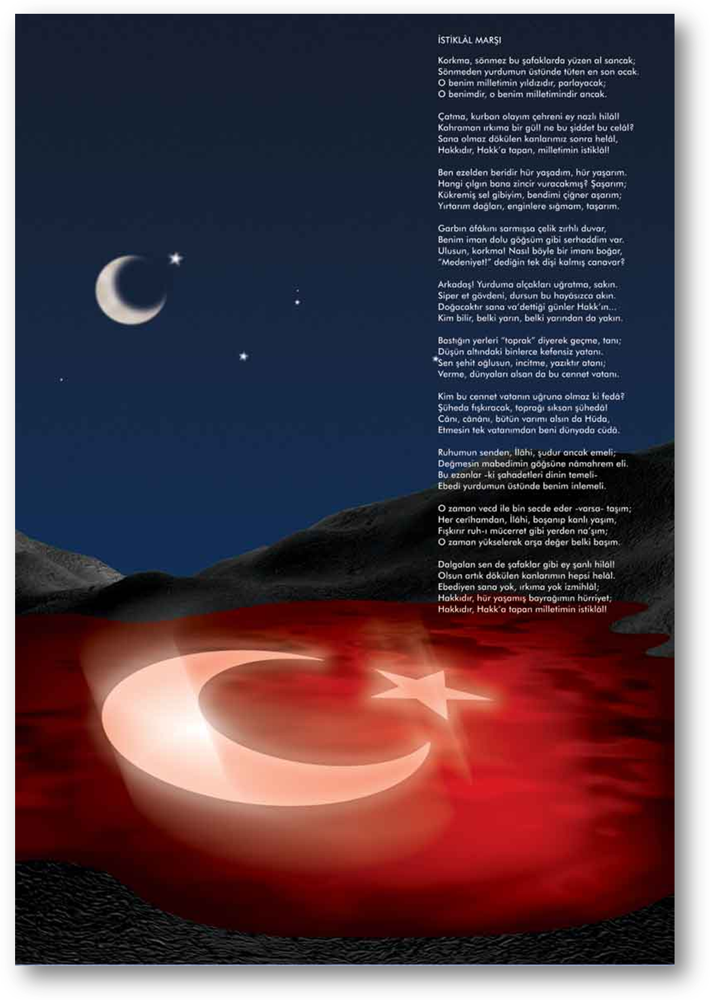 İSTİKLÂL MARŞI
Korkma, sönmez bu şafaklarda yüzen al sancak;
Sönmeden yurdumun üstünde tüten en son ocak.
O benim milletimin yıldızıdır, parlayacak;
O benimdir, o benim milletimindir ancak.
Çatma, kurban olayım çehreni ey nazlı hilâl!
Kahraman ırkıma bir gül! ne bu şiddet bu celâl?
Sana olmaz dökülen kanlarımız sonra helâl,
Hakkıdır, Hakk'a tapan, milletimin istiklâl!
Ben ezelden beridir hür yaşadım, hür yaşarım.
Hangi çılgın bana zincir vuracakmış? Şaşarım;
Kükremiş sel gibiyim, bendimi çiğner aşarım;
Yırtarım dağları, enginlere sığmam, taşarım.
Garbın âfâkını sarmışsa çelik zırhlı duvar,
Benim iman dolu göğsüm gibi serhaddim var.
Ulusun, korkma! Nasıl böyle bir imanı boğar,
"Medeniyet!" dediğin tek dişi kalmış canavar?
Arkadaş! Yurduma alçakları uğratma, sakın.
Siper et gövdeni, dursun bu hayâsızca akın.
Doğacaktır sana va'dettiği günler Hakk'ın...
Kim bilir, belki yarın, belki yarından da yakın.
Bastığın yerleri "toprak" diyerek geçme, tanı;
Düşün altındaki binlerce kefensiz yatanı.
Sen şehit oğlusun, incitme, yazıktır atanı;
Verme, dünyaları alsan da bu cennet vatanı.
Kim bu cennet vatanın uğruna olmaz ki fedâ?
Şüheda fışkıracak, toprağı sıksan şühedâ!
Cânı, cânânı, bütün varımı alsın da Hüda,
Etmesin tek vatanımdan beni dünyada cüdâ.
Ruhumun senden, İlâhi, şudur ancak emeli;
Değmesin mabedimin göğsüne nâmahrem eli.
Bu ezanlar -ki şahadetleri dinin temeli-
Ebedi yurdumun üstünde benim inlemeli.
O zaman vecd ile bin secde eder -varsa- taşım;
Her cerîhamdan, İlâhi, boşanıp kanlı yaşım,
Fışkırır ruh-ı mücerret gibi yerden na'şım;
O zaman yükselerek arşa değer belki başım.
Dalgalan sen de şafaklar gibi ey şanlı hilâl!
Olsun artık dökülen kanlarımın hepsi helâl.
Ebediyen sana yok, ırkıma yok izmihlâl;
Hakkıdır, hür yaşamış bayrağımın hürriyet;
Hakkıdır, Hakk'a tapan milletimin istiklâl!